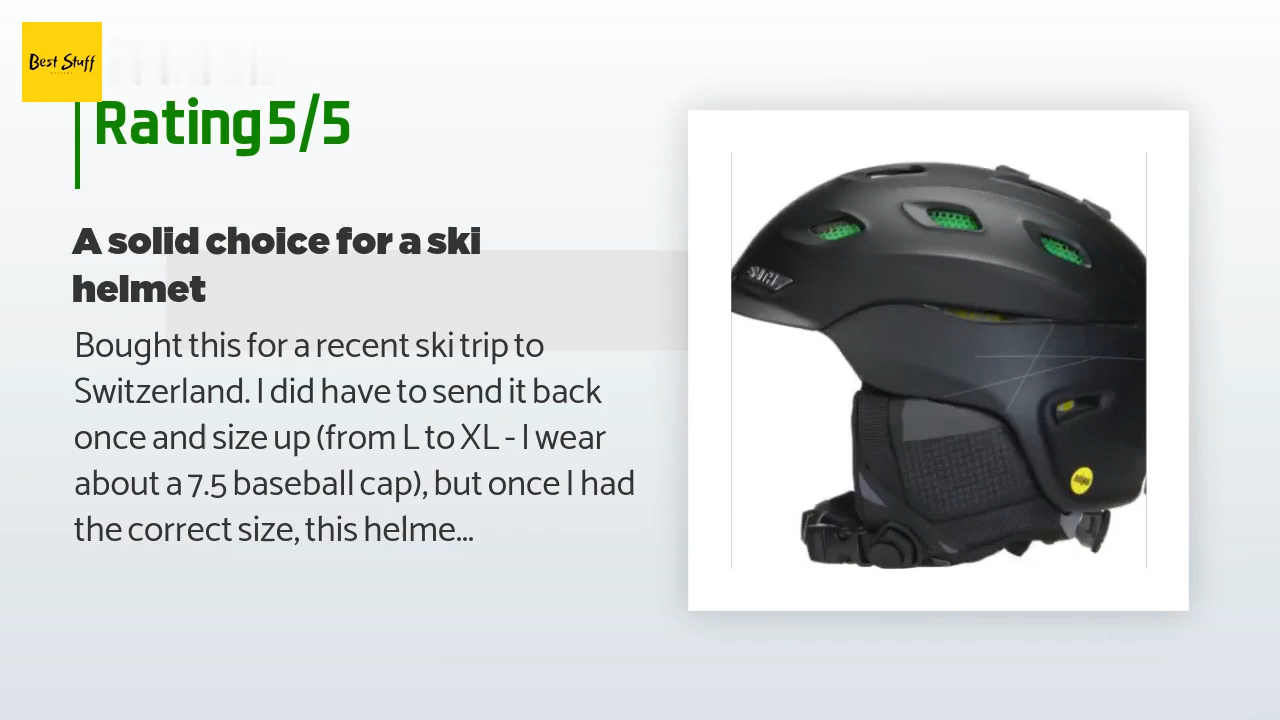 Best Stuff
Rating 5/5
A solid choice for a ski
helmet
Bought this for a recent ski trip to
Switzerland. I did have to send it back
once and size up (from L to XL - I wear
about a 7.5 baseball cap), but once I had
the correct size, this helme...
mips